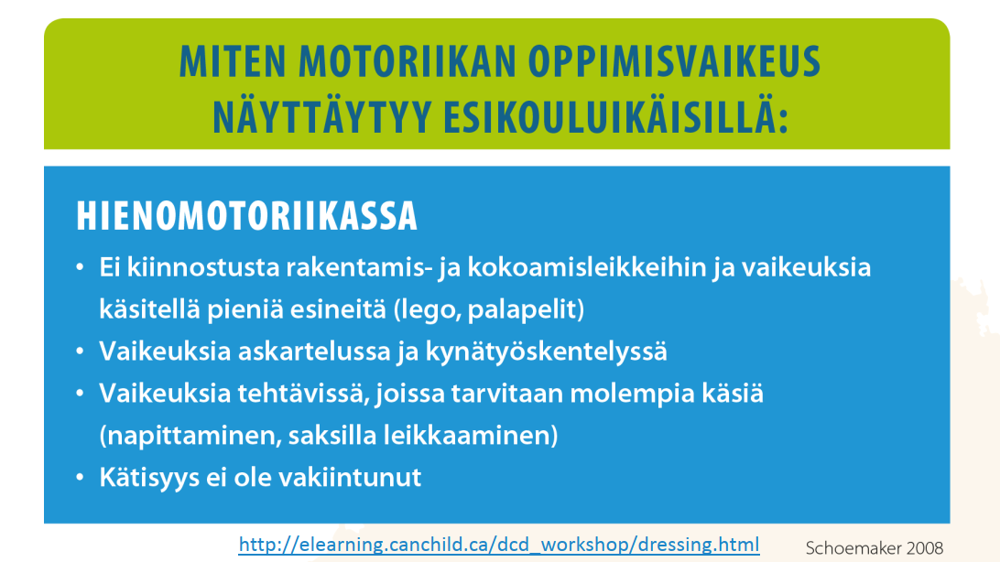 MITEN MOTORIIKAN OPPIMISVAIKEUS
NÄYTTÄYTYY ESIKOULUIKÄISILLÄ:
HIENOMOTORIIKASSA
• Ei kiinnostusta rakentamis- ja kokoamisleikkeihin ja vaikeuksia
käsitellä pieniä esineitä (lego, palapelit)
• Vaikeuksia askartelussa ja kynätyöskentelyssä
• Vaikeuksia tehtävissä, joissa tarvitaan molempia käsiä
(napittaminen, saksilla leikkaaminen)
• Kätisyys ei ole vakiintunut
http://elearning.canchild.ca/dcd_workshop/dressing.html
Schoemaker 2008